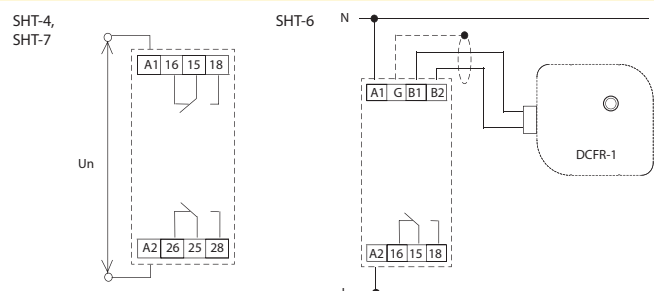 SHT-4,
SHT-7
A1 16 15 18
Un
A2 26 25 28
SHT-6
N
A1 G B1 B2
DCFR-1
A2 16 15 18